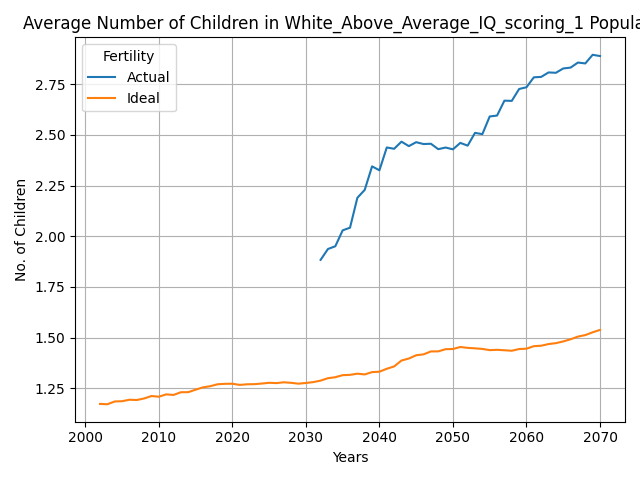 Average Number of Children in White_Above_Average_IQ_scoring_1 Popula
Fertility
Actual
Ideal
2.75
2.50
2.25
2.00
1.75
1.50
1.25
No. of Children
2000 2010 2020 2030 2040 2050 2060 2070
Years